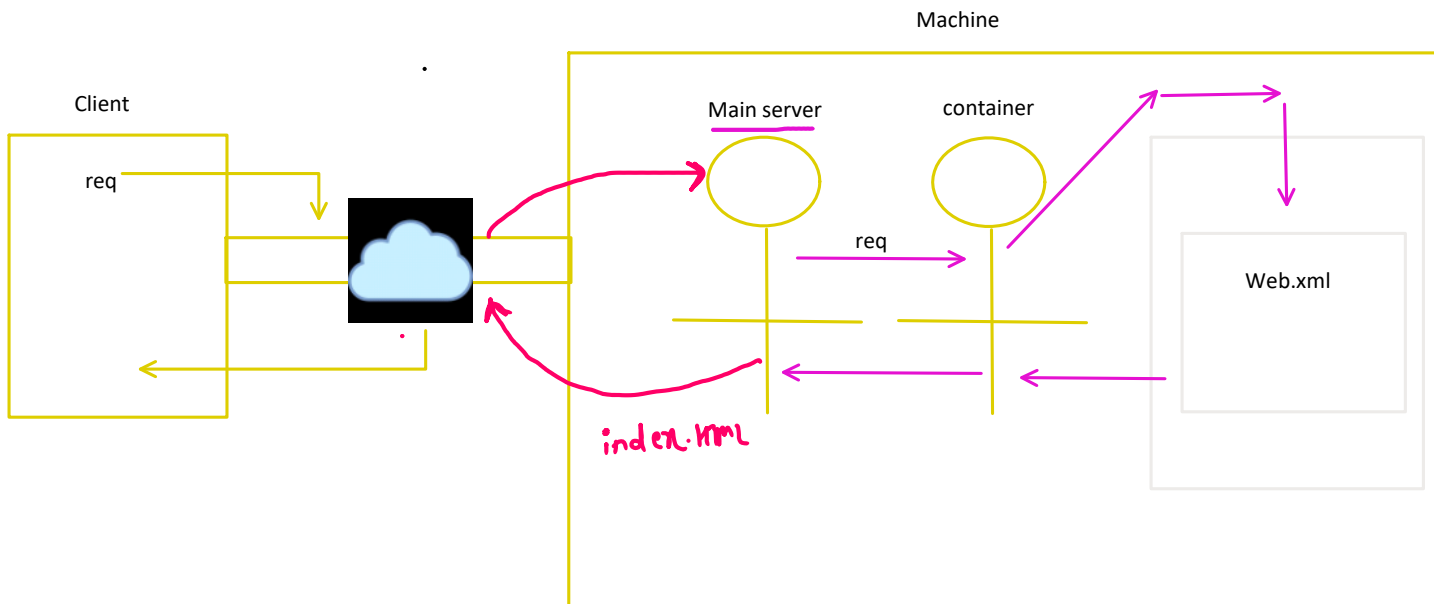 Machine
Client
Main server
container
req
req
Web.xml
index.html